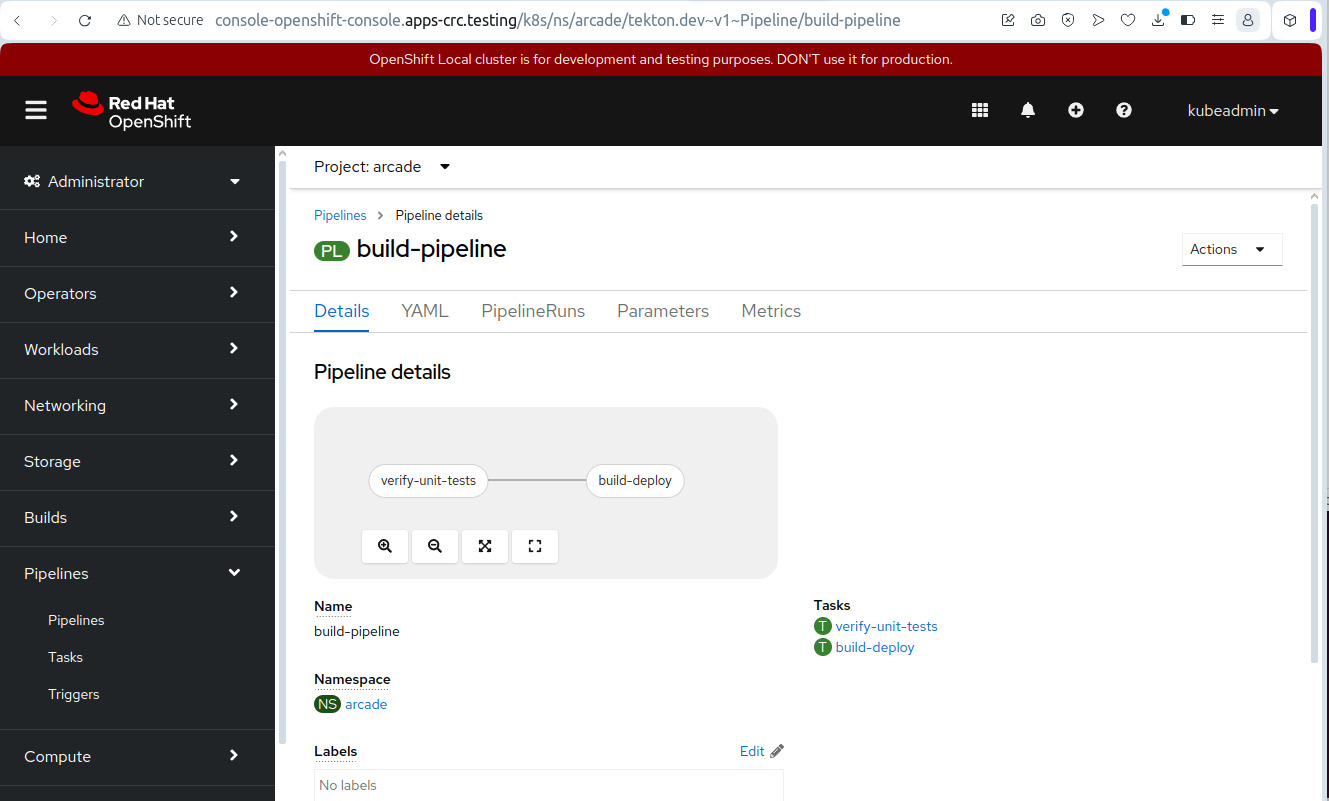 Not secure console-openshift-console.apps-crc.testing/k8s/ns/arcade/tekton.dev~v1~Pipeline/build-pipeline
OpenShift Local cluster is for development and testing purposes. DON'T use it for production.
Red Hat
OpenShift
kubeadmin
Administrator
Home
Operators
Workloads
Networking
Storage
Builds
Pipelines
Pipelines
Tasks
Triggers
Compute
Project: arcade
Pipelines Pipeline details
PL build-pipeline
Actions
Details YAML PipelineRuns Parameters Metrics
Pipeline details
verify-unit-tests build-deploy
Name
build-pipeline
Namespace
NS arcade
Labels Edit
No labels
Tasks
T verify-unit-tests
T build-deploy